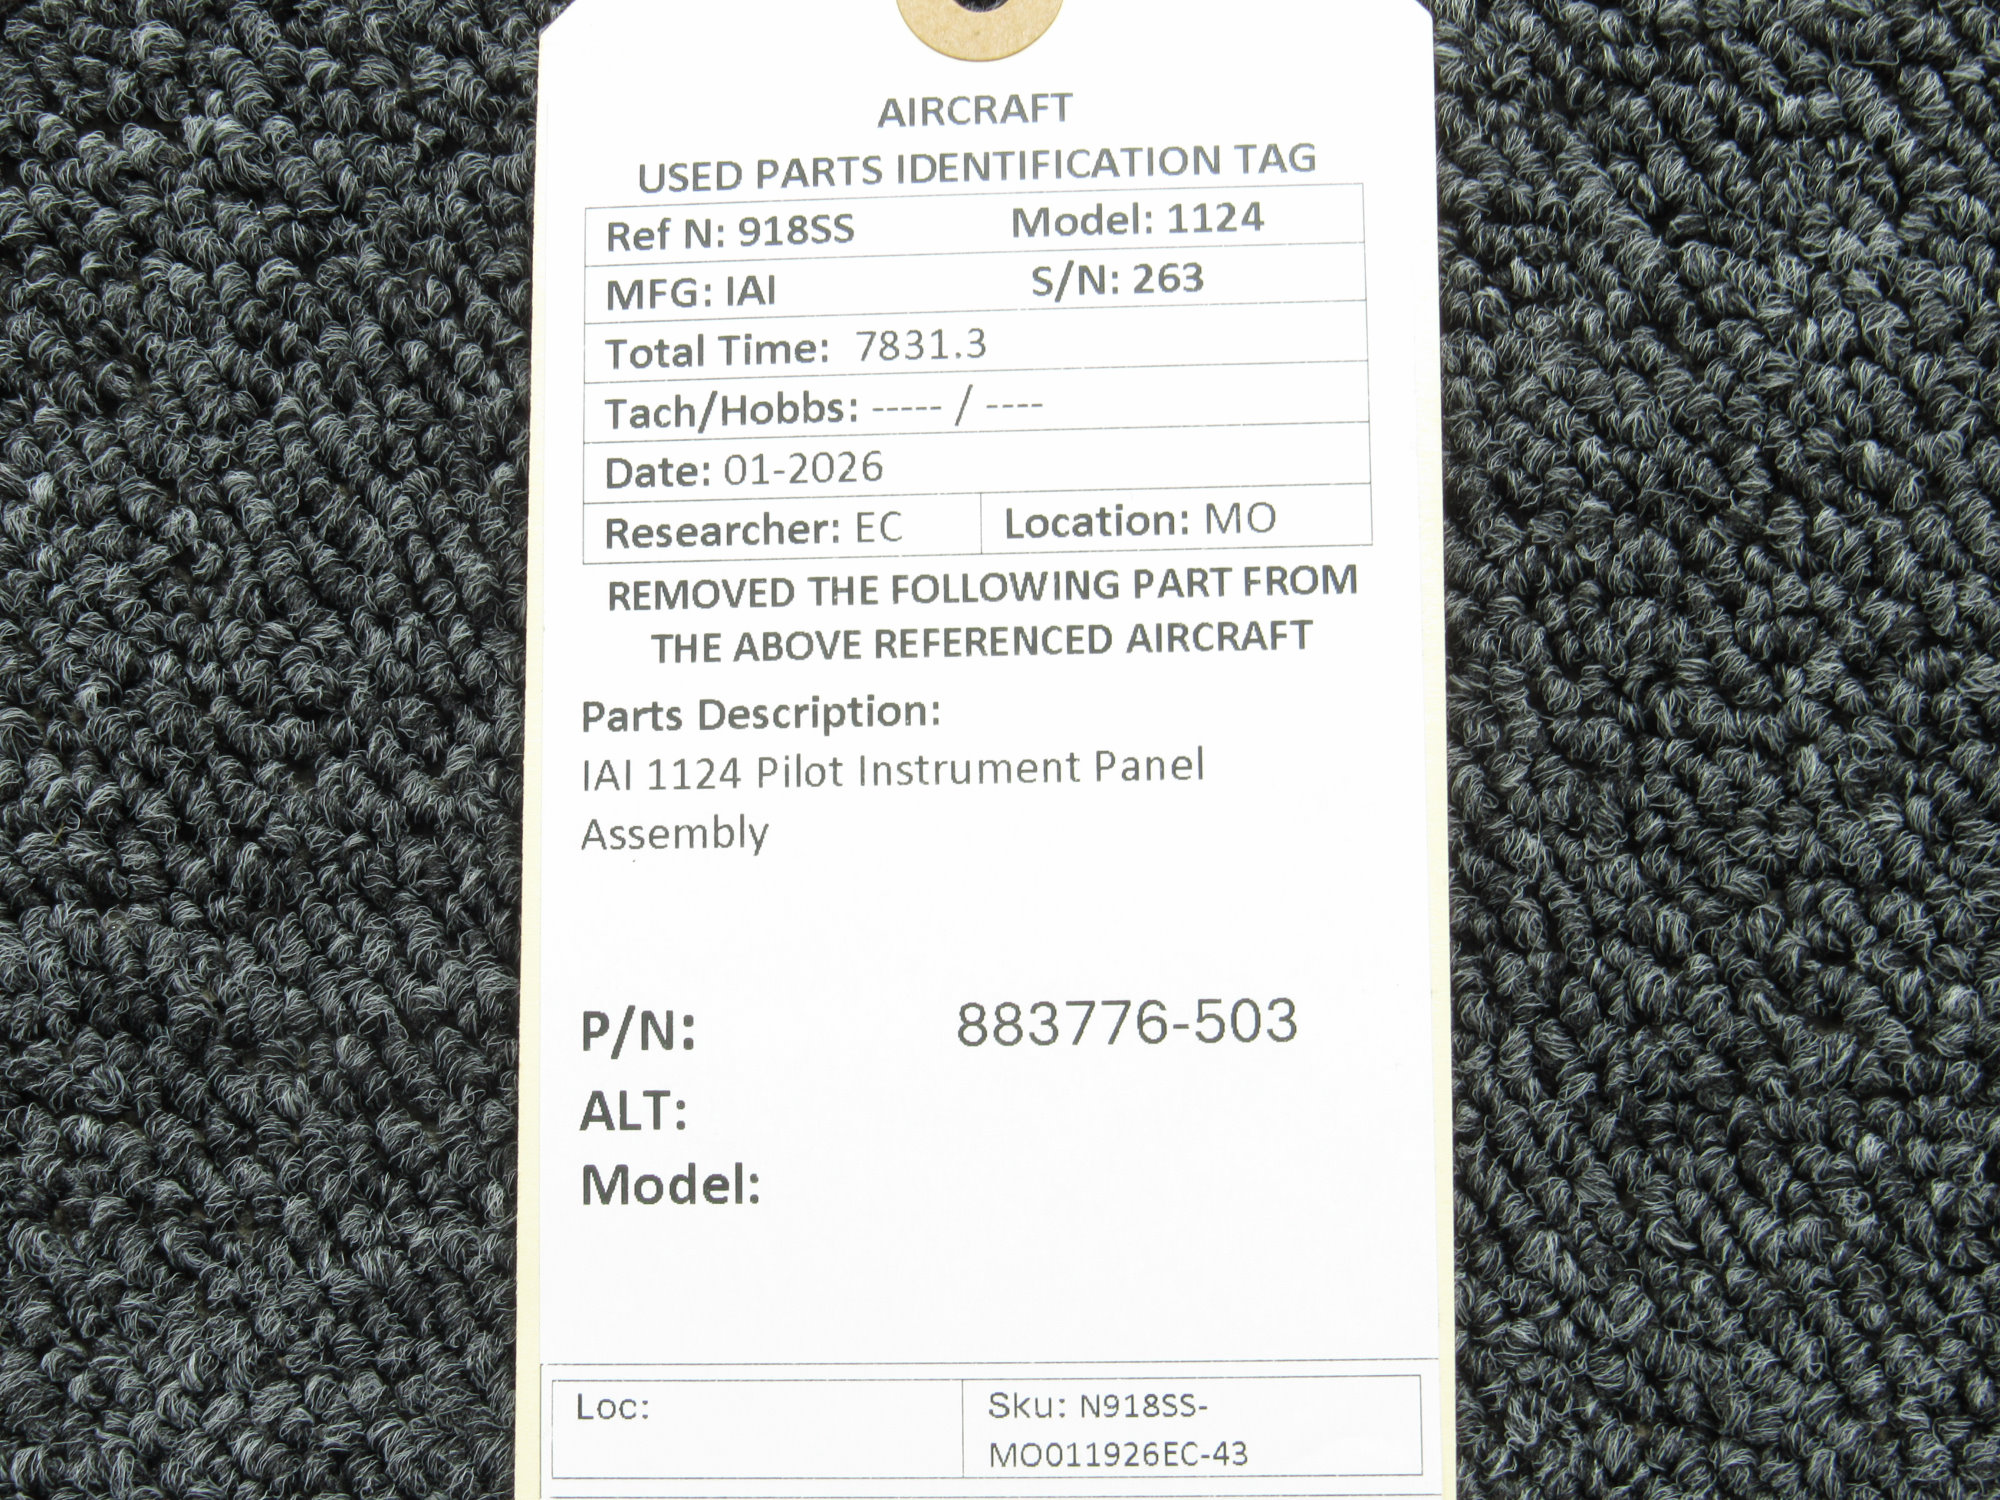 AIRCRAFT
USED PARTS IDENTIFICATION TAG
Ref N: 918SS Model: 1124
MFG: IAI S/N: 263
Total Time: 7831.3
Tach/Hobbs: ----- / ----
Date: 01-2026
Researcher: EC Location: MO
REMOVED THE FOLLOWING PART FROM
THE ABOVE REFERENCED AIRCRAFT
Parts Description:
IAI 1124 Pilot Instrument Panel
Assembly
P/N: 883776-503
ALT:
Model:
Loc: Sku: N918SS-
MO011926EC-43